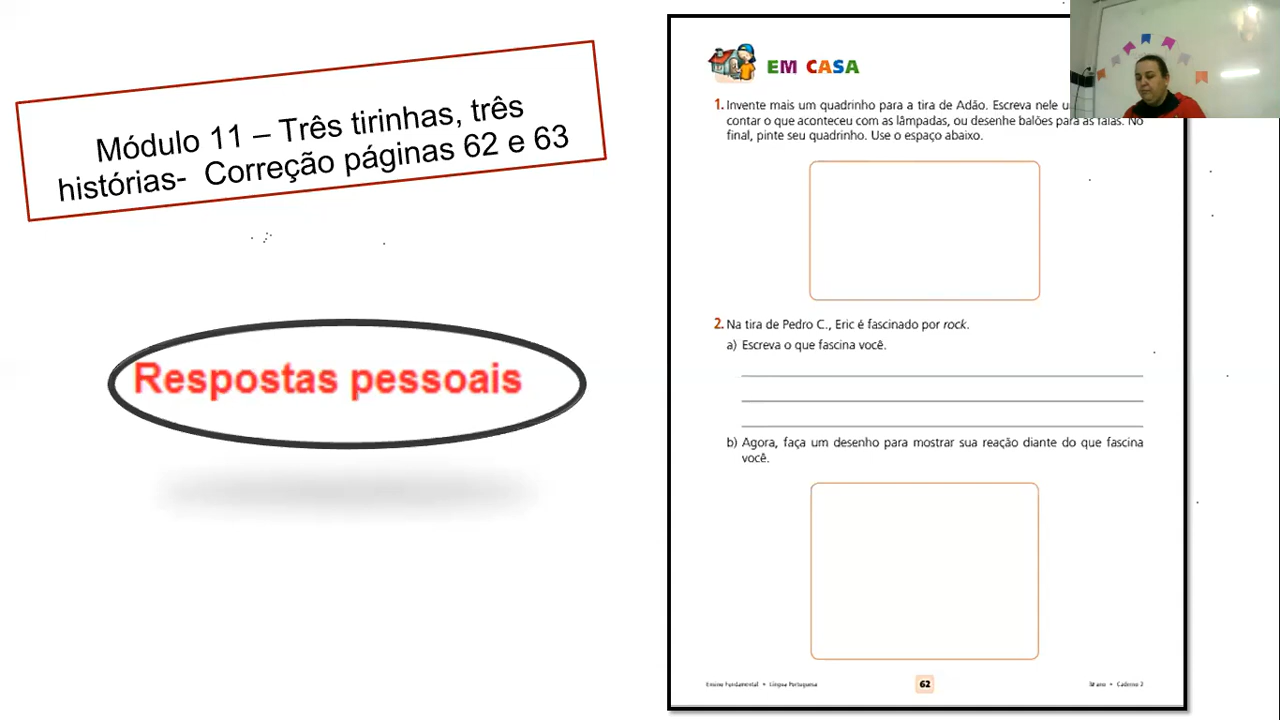 Módulo 11 – Três tirinhas, três
histórias-  Correção páginas 62 e 63
Respostas pessoais
EM CASA
1. Invente mais um quadrinho para a tira de Adão. Escreva nele
contar o que aconteceu com as lâmpadas, ou desenhe balões para as falas. No
final, pinte seu quadrinho. Use o espaço abaixo.
2. Na tira de Pedro C., Eric é fascinado por rock.
a) Escreva o que fascina você.
b) Agora, faça um desenho para mostrar sua reação diante do que fascina
você.
Ensino Fundamental • Língua Portuguesa
62
ano • Caderno 2